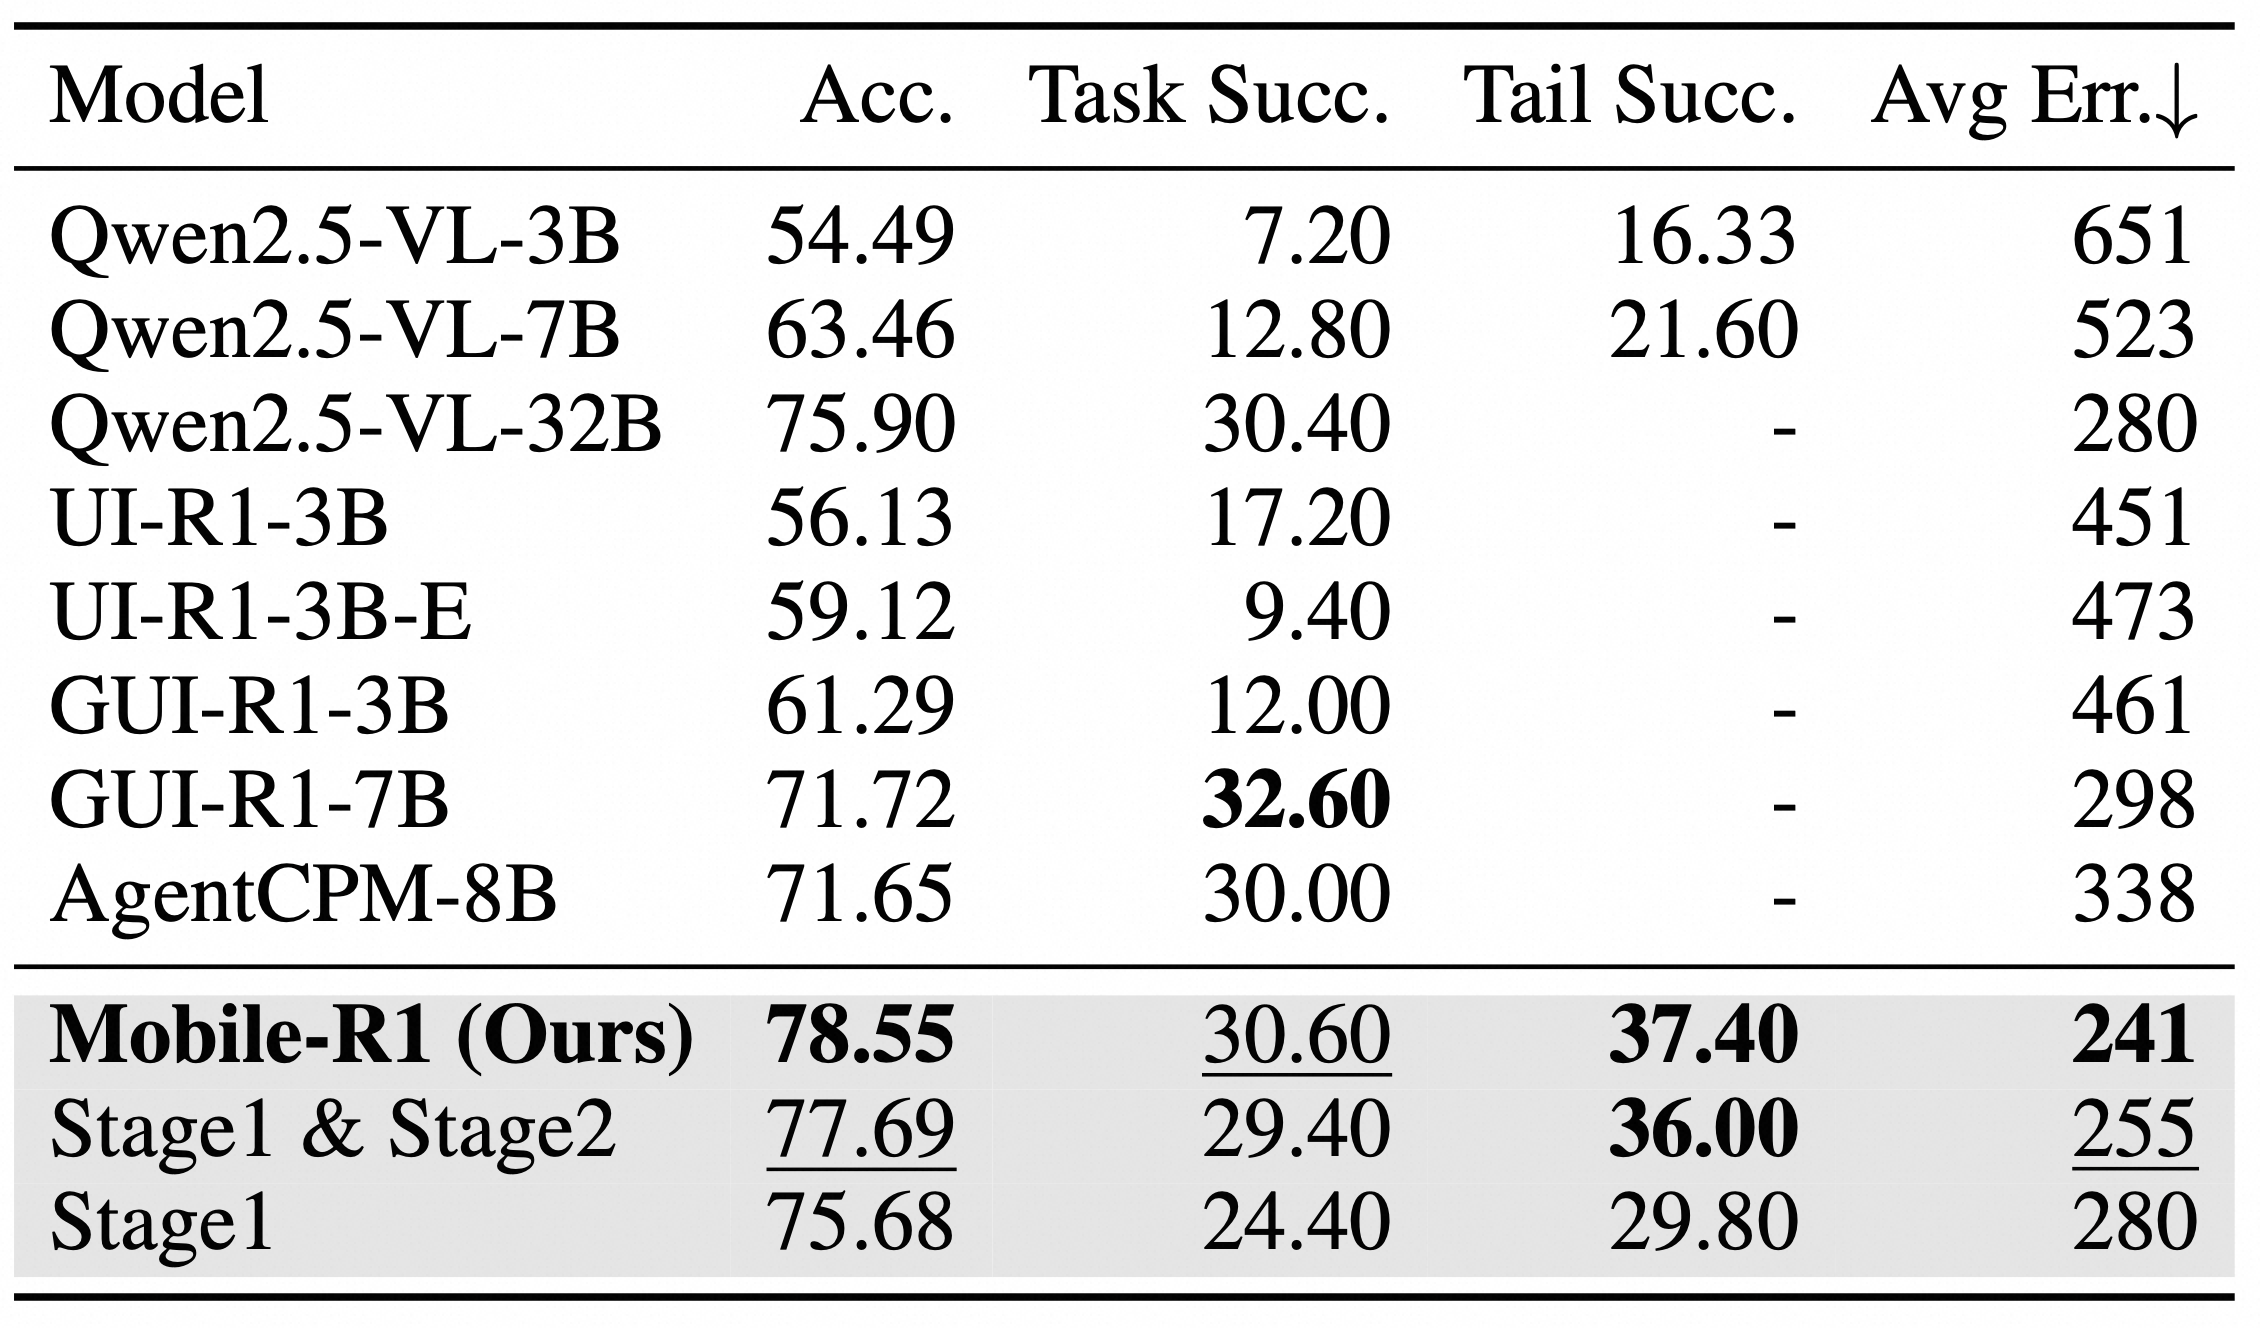 Model Acc. Task Succ. Tail Succ. Avg Err.↓
Qwen2.5-VL-3B 54.49 7.20 16.33 651
Qwen2.5-VL-7B 63.46 12.80 21.60 523
Qwen2.5-VL-32B 75.90 30.40 - 280
UI-R1-3B 56.13 17.20 - 451
UI-R1-3B-E 59.12 9.40 - 473
GUI-R1-3B 61.29 12.00 - 461
GUI-R1-7B 71.72 32.60 - 298
AgentCPM-8B 71.65 30.00 - 338
Mobile-R1 (Ours) 78.55 30.60 37.40 241
Stage1 & Stage2 77.69 29.40 36.00 255
Stage1 75.68 24.40 29.80 280